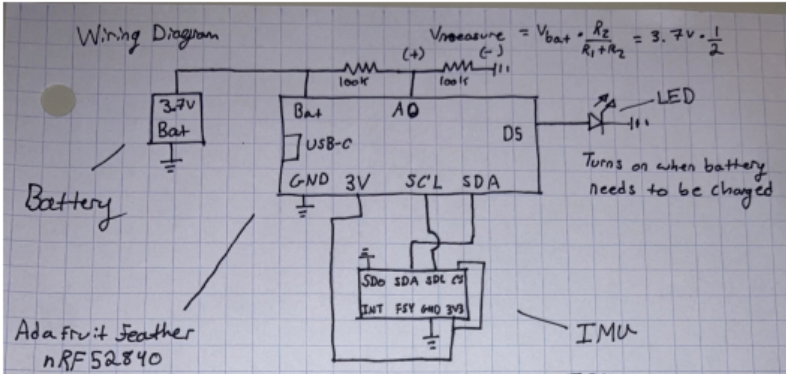 Wiring Diagram
Vmeasure = Vbat · R2 / R1+R2 = 3.7V · 1/2
(+) (-)
100k 100k
3.7V
Bat
Bat A0
D5
USB-C
GND 3V SCL SDA
LED
Turns on when battery
needs to be charged
Battery
SDO SDA SDL CS
INT FSY GND 3V3
IMU
Adafruit Feather
nRF52840